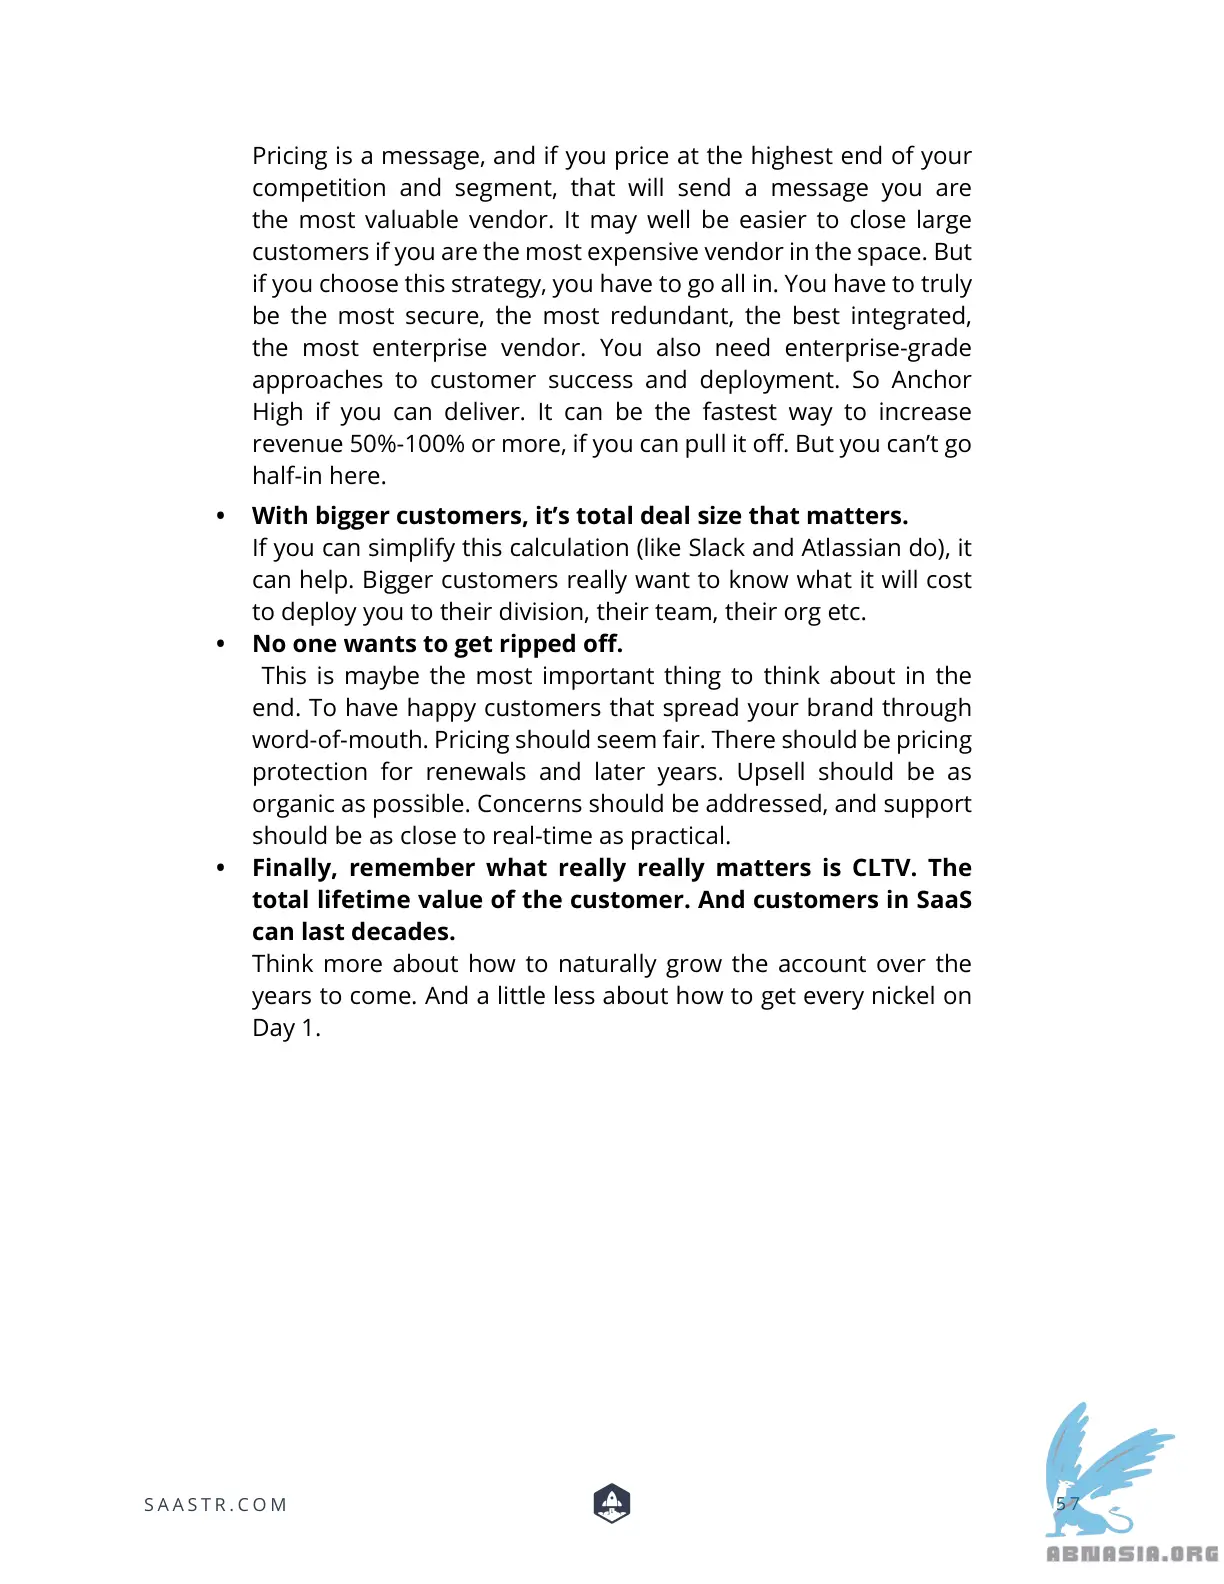 Pricing is a message, and if you price at the highest end of your
competition and segment, that will send a message you are
the most valuable vendor. It may well be easier to close large
customers if you are the most expensive vendor in the space. But
if you choose this strategy, you have to go all in. You have to truly
be the most secure, the most redundant, the best integrated,
the most enterprise vendor. You also need enterprise-grade
approaches to customer success and deployment. So Anchor
High if you can deliver. It can be the fastest way to increase
revenue 50%-100% or more, if you can pull it off. But you can’t go
half-in here.
• With bigger customers, it’s total deal size that matters.
If you can simplify this calculation (like Slack and Atlassian do), it
can help. Bigger customers really want to know what it will cost
to deploy you to their division, their team, their org etc.
• No one wants to get ripped off.
This is maybe the most important thing to think about in the
end. To have happy customers that spread your brand through
word-of-mouth. Pricing should seem fair. There should be pricing
protection for renewals and later years. Upsell should be as
organic as possible. Concerns should be addressed, and support
should be as close to real-time as practical.
• Finally, remember what really really matters is CLTV. The
total lifetime value of the customer. And customers in SaaS
can last decades.
Think more about how to naturally grow the account over the
years to come. And a little less about how to get every nickel on
Day 1.
SAASTR.COM
57
ABNASIA.ORG